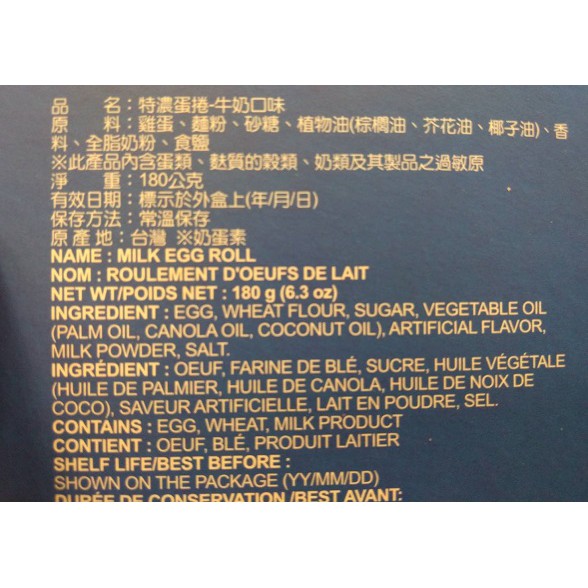 品　　名：特濃蛋捲-牛奶口味
原　　料：雞蛋、麵粉、砂糖、植物油(棕櫚油、芥花油、椰子油)、香
料、全脂奶粉、食鹽
※此產品內含蛋類、麩質的穀類、奶類及其製品之過敏原
淨　　重：180公克
有效日期：標示於外盒上(年/月/日)
保存方法：常溫保存
原 產 地：台灣 ※奶蛋素
NAME : MILK EGG ROLL
NOM : ROULEMENT D'OEUFS DE LAIT
NET WT/POIDS NET : 180 g (6.3 oz)
INGREDIENT : EGG, WHEAT FLOUR, SUGAR, VEGETABLE OIL
(PALM OIL, CANOLA OIL, COCONUT OIL), ARTIFICIAL FLAVOR,
MILK POWDER, SALT.
INGRÉDIENT : OEUF, FARINE DE BLÉ, SUCRE, HUILE VÉGÉTALE
(HUILE DE PALMIER, HUILE DE CANOLA, HUILE DE NOIX DE
COCO), SAVEUR ARTIFICIELLE, LAIT EN POUDRE, SEL.
CONTAINS : EGG, WHEAT, MILK PRODUCT
CONTIENT : OEUF, BLÉ, PRODUIT LAITIER
SHELF LIFE/BEST BEFORE :
SHOWN ON THE PACKAGE (YY/MM/DD)
DURÉE DE CONSERVATION /BEST AVANT: